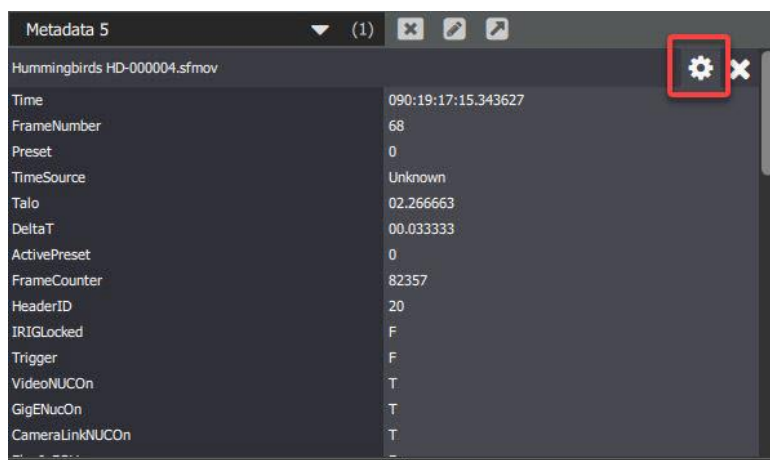 Metadata 5 (1)
Hummingbirds HD-000004.sfmov
Time 090:19:17:15.343627
FrameNumber 68
Preset 0
TimeSource Unknown
Talo 02.266663
DeltaT 00.033333
ActivePreset 0
FrameCounter 82357
HeaderID 20
IRIGLocked F
Trigger F
VideoNUCOn T
GigENucOn T
CameraLinkNUCOn T